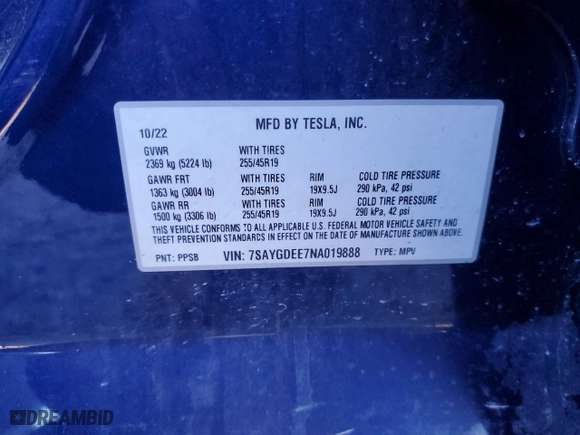 10/22 MFD BY TESLA, INC.
GVWR WITH TIRES
2369 kg (5224 lb) 255/45R19
GAWR FRT WITH TIRES RIM COLD TIRE PRESSURE
1363 kg (3004 lb) 255/45R19 19X9.5J 290 kPa, 42 psi
GAWR RR WITH TIRES RIM COLD TIRE PRESSURE
1500 kg (3306 lb) 255/45R19 19X9.5J 290 kPa, 42 psi
THIS VEHICLE CONFORMS TO ALL APPLICABLE U.S. FEDERAL MOTOR VEHICLE SAFETY AND
THEFT PREVENTION STANDARDS IN EFFECT ON THE DATE OF MANUFACTURE SHOWN ABOVE.
PNT: PPSB VIN: 7SAYGDEE7NA019888 TYPE: MPV
DREAMBID